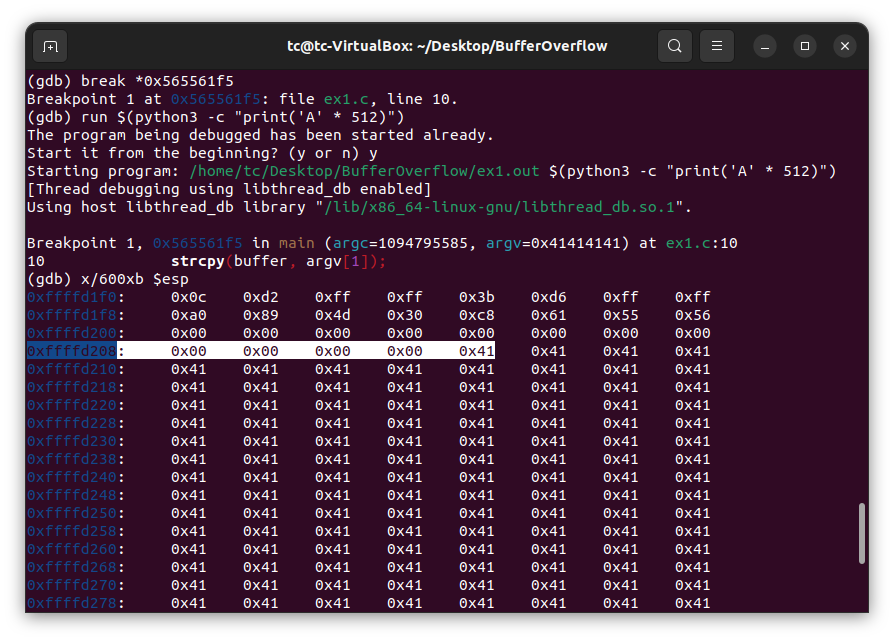 tc@tc-VirtualBox: ~/Desktop/BufferOverflow
(gdb) break *0x565561f5
Breakpoint 1 at 0x565561f5: file ex1.c, line 10.
(gdb) run $(python3 -c "print('A' * 512)")
The program being debugged has been started already.
Start it from the beginning? (y or n) y
Starting program: /home/tc/Desktop/BufferOverflow/ex1.out $(python3 -c "print('A' * 512)")
[Thread debugging using libthread_db enabled]
Using host libthread_db library "/lib/x86_64-linux-gnu/libthread_db.so.1".
Breakpoint 1, 0x565561f5 in main (argc=1094795585, argv=0x41414141) at ex1.c:10
10 strcpy(buffer, argv[1]);
(gdb) x/600xb $esp
0xffffd1f0: 0x0c 0xd2 0xff 0xff 0x3b 0xd6 0xff 0xff
0xffffd1f8: 0xa0 0x89 0x4d 0x30 0xc8 0x61 0x55 0x56
0xffffd200: 0x00 0x00 0x00 0x00 0x00 0x00 0x00 0x00
0xffffd208: 0x00 0x00 0x00 0x00 0x41 0x41 0x41 0x41
0xffffd210: 0x41 0x41 0x41 0x41 0x41 0x41 0x41 0x41
0xffffd218: 0x41 0x41 0x41 0x41 0x41 0x41 0x41 0x41
0xffffd220: 0x41 0x41 0x41 0x41 0x41 0x41 0x41 0x41
0xffffd228: 0x41 0x41 0x41 0x41 0x41 0x41 0x41 0x41
0xffffd230: 0x41 0x41 0x41 0x41 0x41 0x41 0x41 0x41
0xffffd238: 0x41 0x41 0x41 0x41 0x41 0x41 0x41 0x41
0xffffd240: 0x41 0x41 0x41 0x41 0x41 0x41 0x41 0x41
0xffffd248: 0x41 0x41 0x41 0x41 0x41 0x41 0x41 0x41
0xffffd250: 0x41 0x41 0x41 0x41 0x41 0x41 0x41 0x41
0xffffd258: 0x41 0x41 0x41 0x41 0x41 0x41 0x41 0x41
0xffffd260: 0x41 0x41 0x41 0x41 0x41 0x41 0x41 0x41
0xffffd268: 0x41 0x41 0x41 0x41 0x41 0x41 0x41 0x41
0xffffd270: 0x41 0x41 0x41 0x41 0x41 0x41 0x41 0x41
0xffffd278: 0x41 0x41 0x41 0x41 0x41 0x41 0x41 0x41